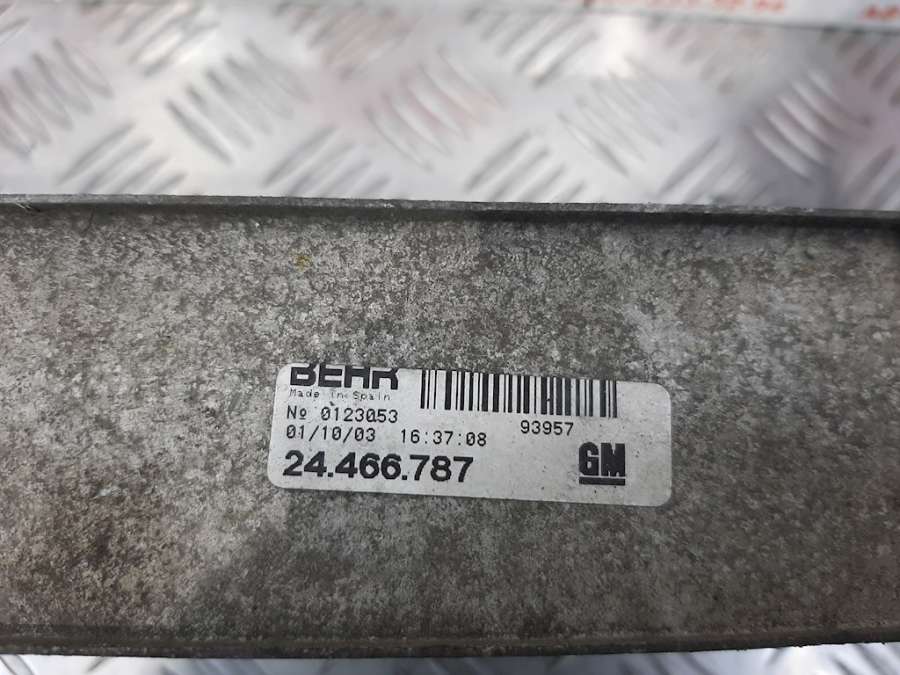 BEHR
Made in Spain
№ 0123053
93957
01/10/03 16:37:08
24.466.787
GM